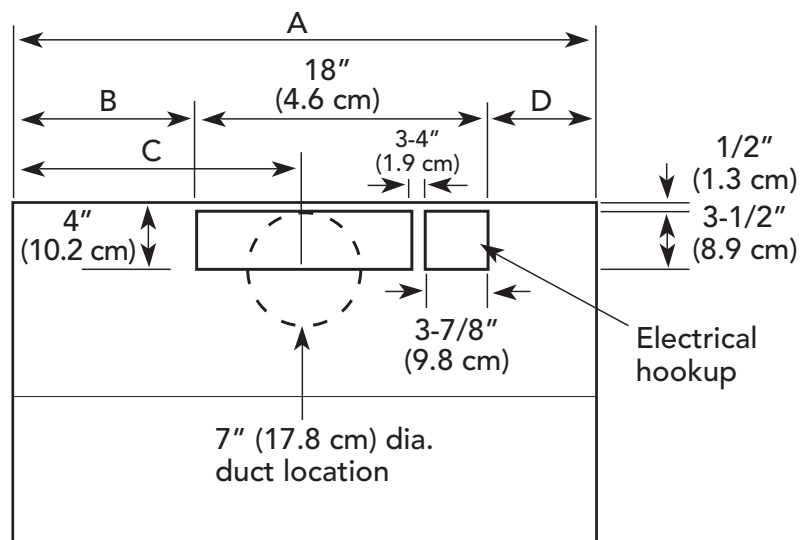 A
18"
(4.6 cm)
B
D
C
3-4"
(1.9 cm)
1/2"
(1.3 cm)
4"
(10.2 cm)
3-1/2"
(8.9 cm)
3-7/8"
(9.8 cm)
Electrical
hookup
7" (17.8 cm) dia.
duct location